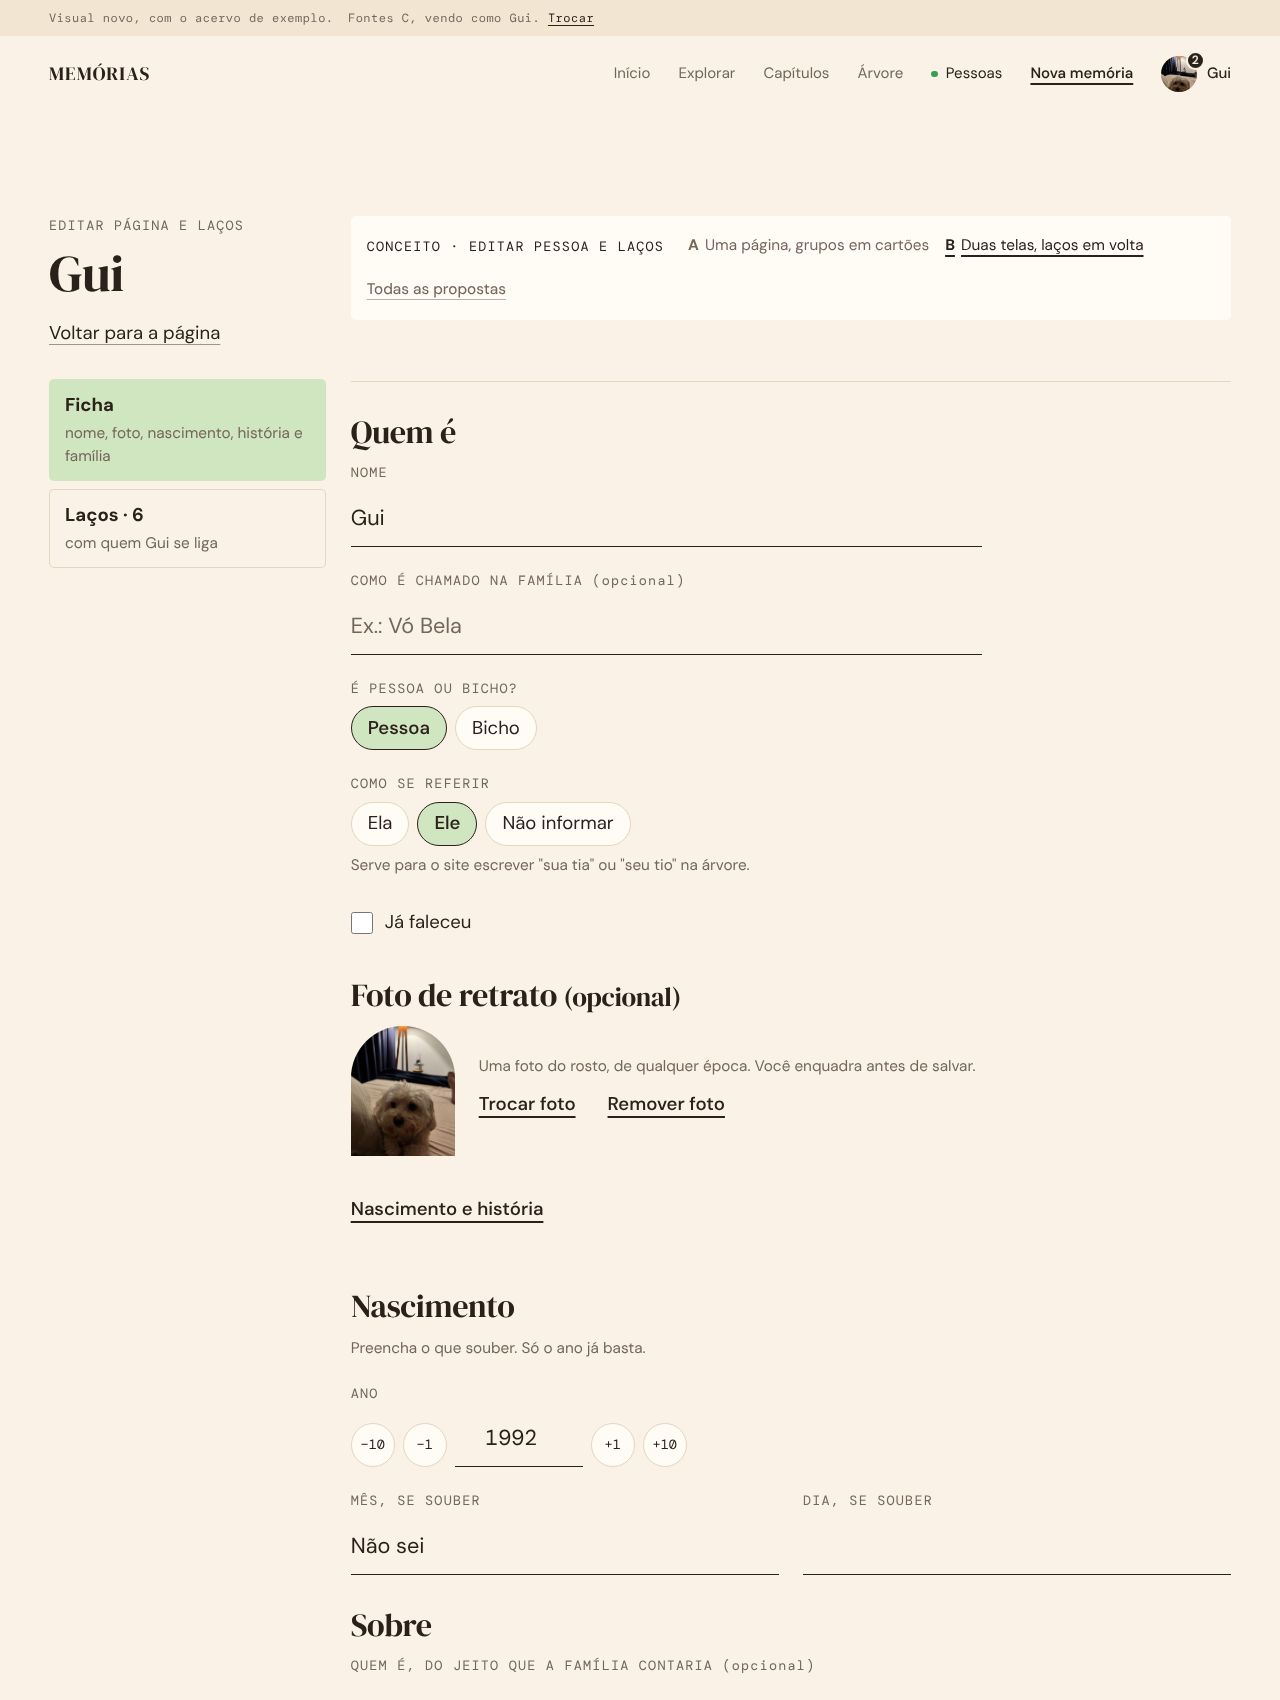 Visual novo, com o acervo de exemplo. Fontes C, vendo como Gui. Trocar
MEMÓRIAS
Início Explorar Capítulos Árvore Pessoas Nova memória 2 Gui
EDITAR PÁGINA E LAÇOS
Gui
Voltar para a página
Ficha
nome, foto, nascimento, história e
família
Laços · 6
com quem Gui se liga
CONCEITO · EDITAR PESSOA E LAÇOS A Uma página, grupos em cartões B Duas telas, laços em volta
Todas as propostas
Quem é
NOME
Gui
COMO É CHAMADO NA FAMÍLIA (opcional)
Ex.: Vó Bela
É PESSOA OU BICHO?
Pessoa Bicho
COMO SE REFERIR
Ela Ele Não informar
Serve para o site escrever "sua tia" ou "seu tio" na árvore.
Já faleceu
Foto de retrato (opcional)
Uma foto do rosto, de qualquer época. Você enquadra antes de salvar.
Trocar foto Remover foto
Nascimento e história
Nascimento
Preencha o que souber. Só o ano já basta.
ANO
−10 −1 1992 +1 +10
MÊS, SE SOUBER DIA, SE SOUBER
Não sei
Sobre
QUEM É, DO JEITO QUE A FAMÍLIA CONTARIA (opcional)